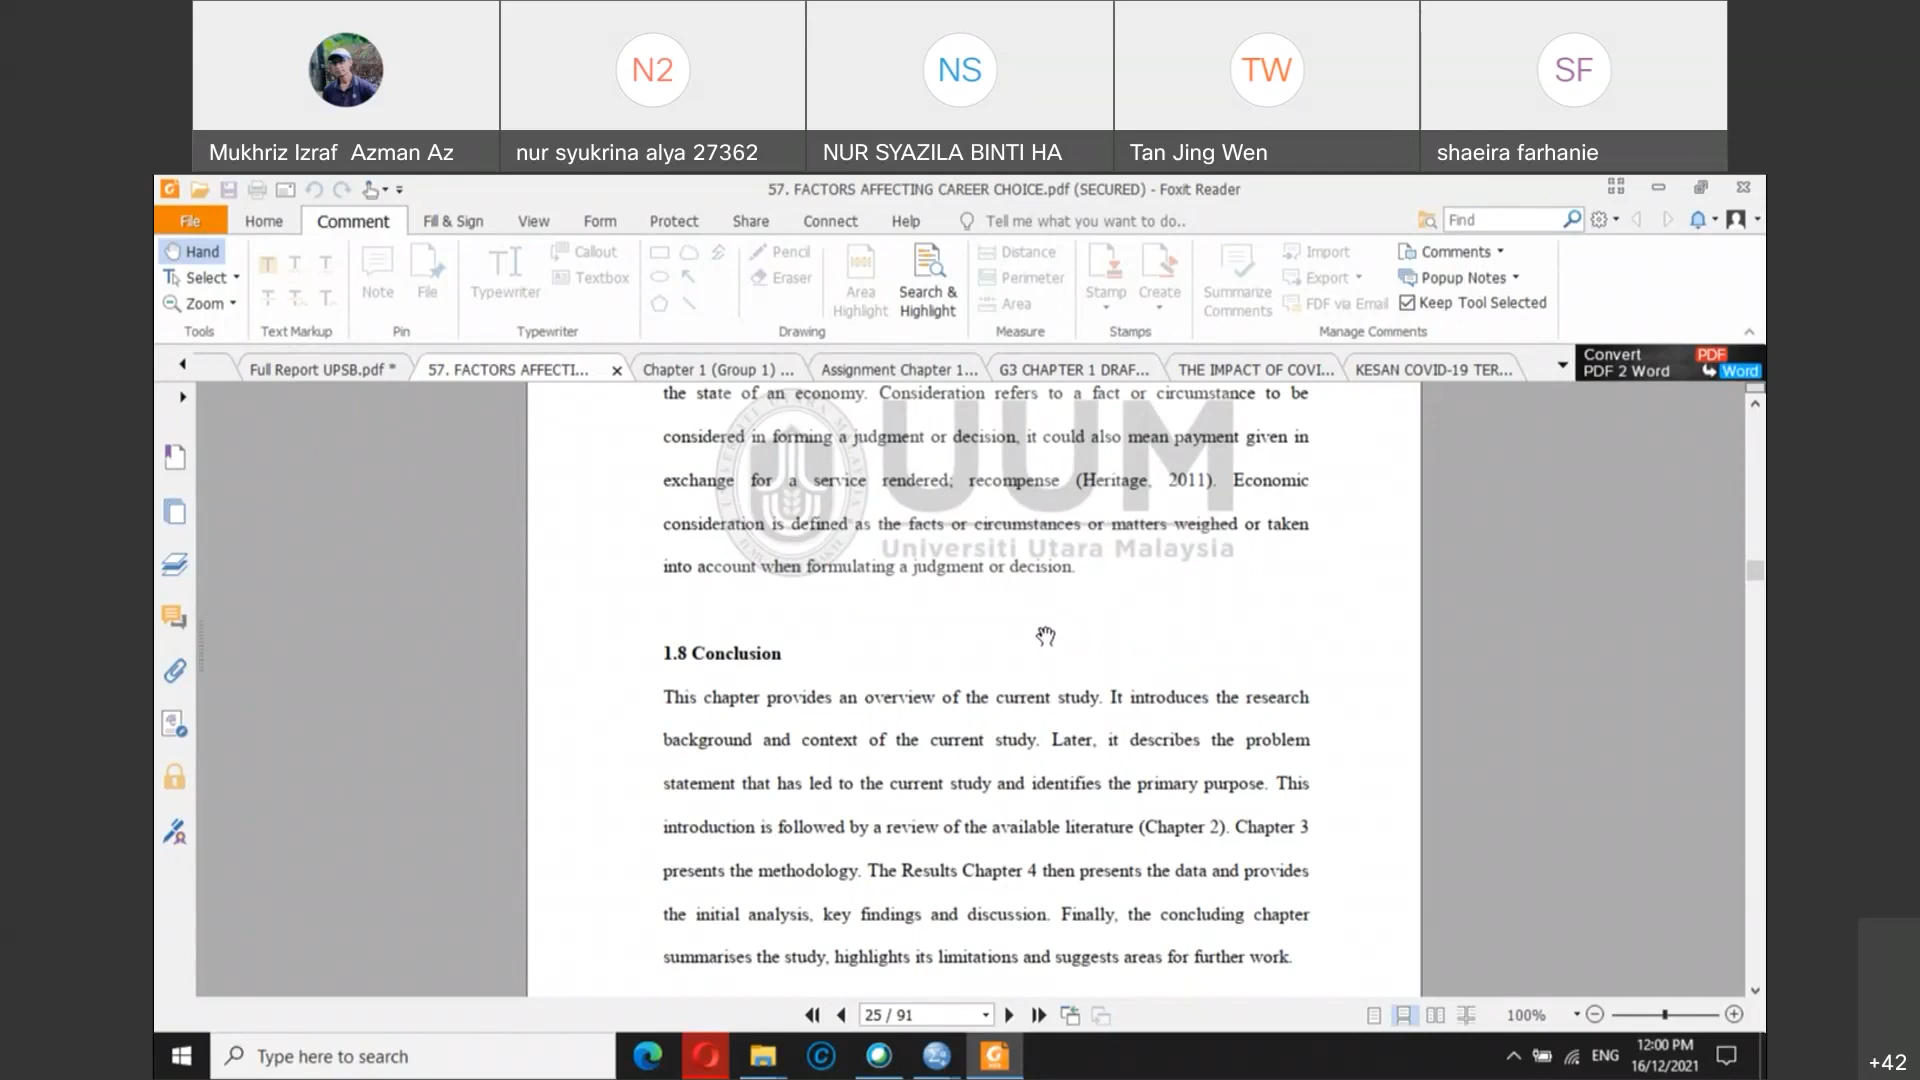 N2
NS
TW
SF
Mukhriz Izraf Azman Az
nur syukrina alya 27362
NUR SYAZILA BINTI HA
Tan Jing Wen
shaeira farhanie
57. FACTORS AFFECTING CAREER CHOICE.pdf (SECURED) - Foxit Reader
File Home Comment Fill & Sign View Form Protect Share Connect Help Tell me what you want to do.. Find
Hand
Select
Zoom
Tools
Text Markup
Note
File
Pin
Typewriter
Callout
Textbox
Typewriter
Pencil
Eraser
Area
Highlight
Search &
Highlight
Drawing
Distance
Perimeter
Area
Measure
Stamp
Create
Stamps
Summarize
Comments
Import
Export
FDF via Email
Comments
Popup Notes
Keep Tool Selected
Manage Comments
Full Report UPSB.pdf * 57. FACTORS AFFECTI... Chapter 1 (Group 1) ... Assignment Chapter 1... G3 CHAPTER 1 DRAF... THE IMPACT OF COVI... KESAN COVID-19 TER...
Convert PDF
PDF 2 Word Word
the state of an economy. Consideration refers to a fact or circumstance to be
considered in forming a judgment or decision, it could also mean payment given in
exchange for a service rendered; recompense (Heritage, 2011). Economic
consideration is defined as the facts or circumstances or matters weighed or taken
into account when formulating a judgment or decision.
UUM
Universiti Utara Malaysia
1.8 Conclusion
This chapter provides an overview of the current study. It introduces the research
background and context of the current study. Later, it describes the problem
statement that has led to the current study and identifies the primary purpose. This
introduction is followed by a review of the available literature (Chapter 2). Chapter 3
presents the methodology. The Results Chapter 4 then presents the data and provides
the initial analysis, key findings and discussion. Finally, the concluding chapter
summarises the study, highlights its limitations and suggests areas for further work.
25 / 91
100%
Type here to search
ENG
12:00 PM
16/12/2021
+42